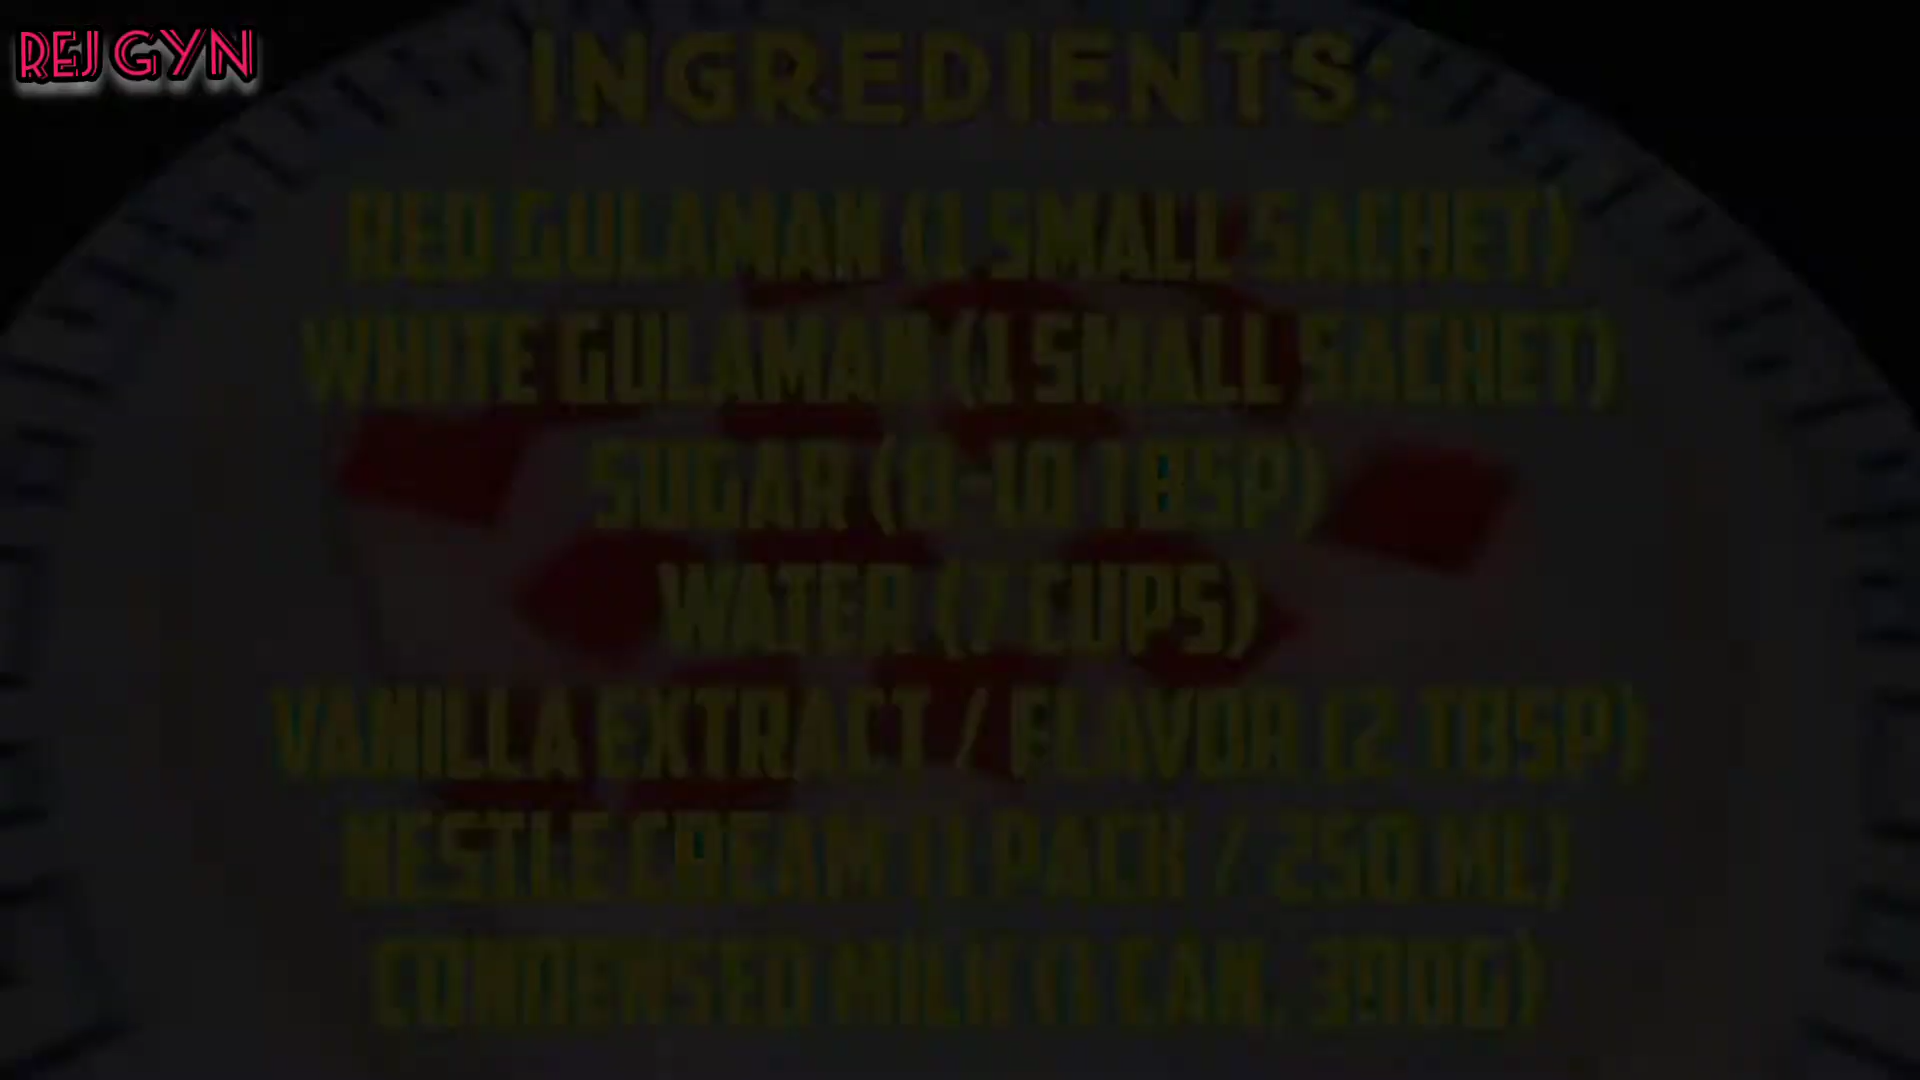 REJ GYN
INGREDIENTS:
RED GULAMAN (1 SMALL SACHET)
WHITE GULAMAN (1 SMALL SACHET)
SUGAR (8-10 TBSP)
WATER (7 CUPS)
VANILLA EXTRACT / FLAVOR (2 TBSP)
NESTLE CREAM (1 PACK / 250 ML)
CONDENSED MILK (1 CAN, 390G)